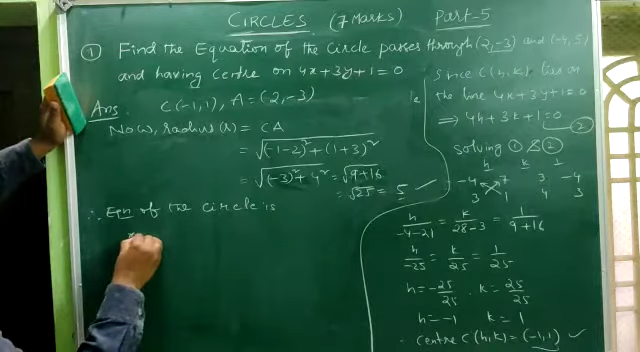 CIRCLES (7 Marks) Part-5
① Find the Equation of the Circle passes through (2,-3) and (-4,5)
and having centre on 4x+3y+1=0
Ans. C(-1,1), A=(2,-3)
Now, radius(r) = CA
= √(-1-2)²+(1+3)²
= √(-3)²+4² = √9+16
= √25 = 5
∴ Eqn of the circle is
Since C(h,k) lies on
the line 4x+3y+1=0
⇒ 4h+3k+1=0
②
solving ① & ②
h k 1
-4 7 3 -4
3 1 4 3
h/-4-21 = k/28-3 = 1/9+16
h/-25 = k/25 = 1/25
h=-25/25, k=25/25
h=-1 k=1
∴ centre C(h,k)=(-1,1)